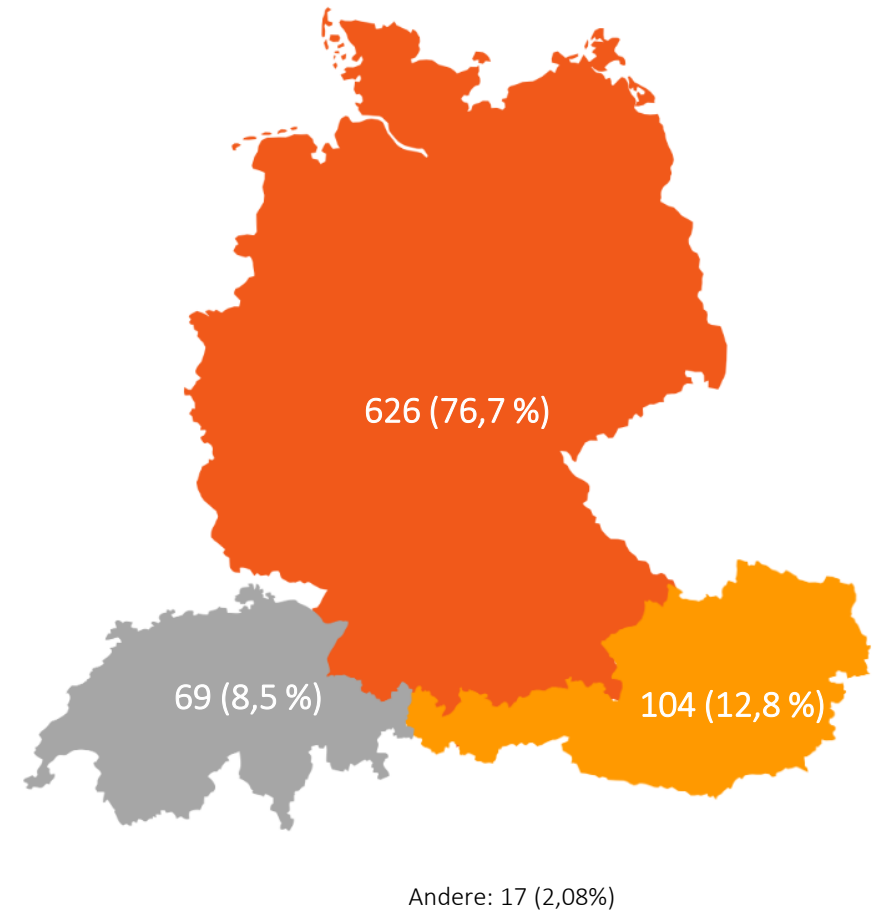 626 (76,7 %)
69 (8,5 %)
104 (12,8 %)
Andere: 17 (2,08%)